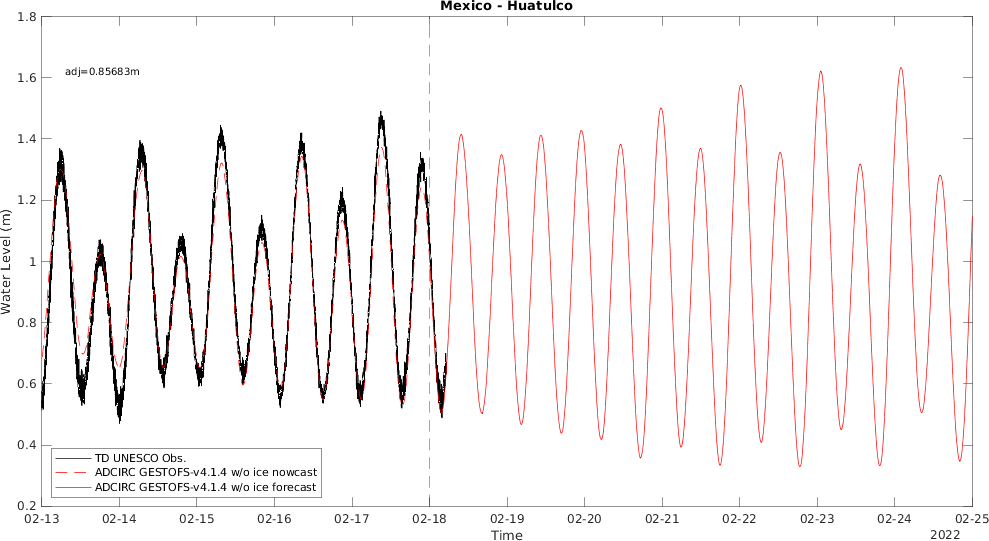 Mexico - Huatulco
1.8
1.6
1.4
1.2
1
0.8
0.6
0.4
0.2
Water Level (m)
adj=0.85683m
TD UNESCO Obs.
ADCIRC GESTOFS-v4.1.4 w/o ice nowcast
ADCIRC GESTOFS-v4.1.4 w/o ice forecast
02-13 02-14 02-15 02-16 02-17 02-18 02-19 02-20 02-21 02-22 02-23 02-24 02-25
Time
2022